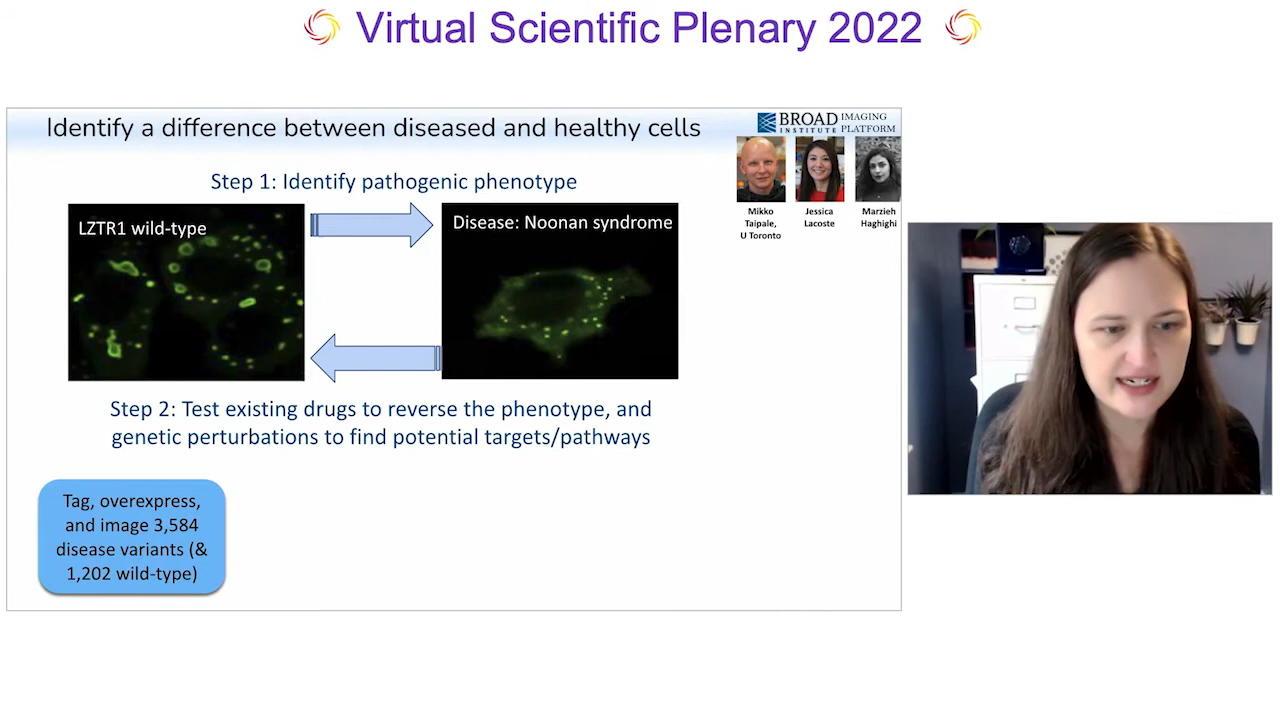 Virtual Scientific Plenary 2022
Identify a difference between diseased and healthy cells
BROAD INSTITUTE
IMAGING
PLATFORM
Mikko
Taipale,
U Toronto
Jessica
Lacoste
Marzieh
Haghighi
Step 1: Identify pathogenic phenotype
LZTR1 wild-type
Disease: Noonan syndrome
Step 2: Test existing drugs to reverse the phenotype, and
genetic perturbations to find potential targets/pathways
Tag, overexpress,
and image 3,584
disease variants (&
1,202 wild-type)